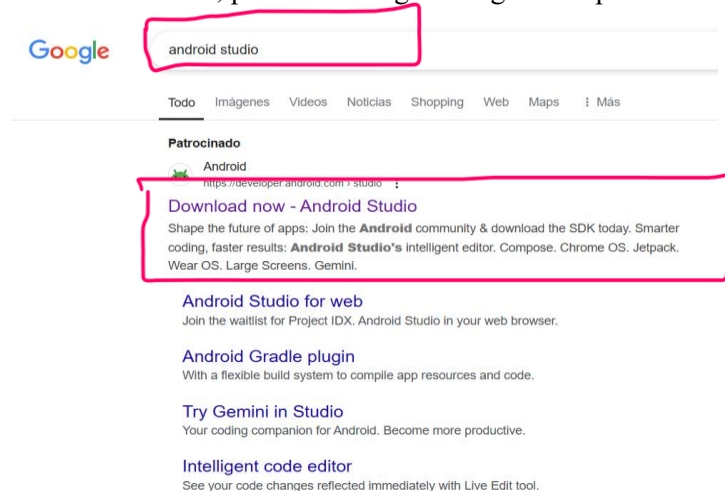 Google
android studio
Todo Imágenes Videos Noticias Shopping Web Maps Más
Patrocinado
Android
https://developer.android.com › studio
Download now - Android Studio
Shape the future of apps: Join the Android community & download the SDK today. Smarter
coding, faster results: Android Studio's intelligent editor. Compose. Chrome OS. Jetpack.
Wear OS. Large Screens. Gemini.
Android Studio for web
Join the waitlist for Project IDX. Android Studio in your web browser.
Android Gradle plugin
With a flexible build system to compile app resources and code.
Try Gemini in Studio
Your coding companion for Android. Become more productive.
Intelligent code editor
See your code changes reflected immediately with Live Edit tool.